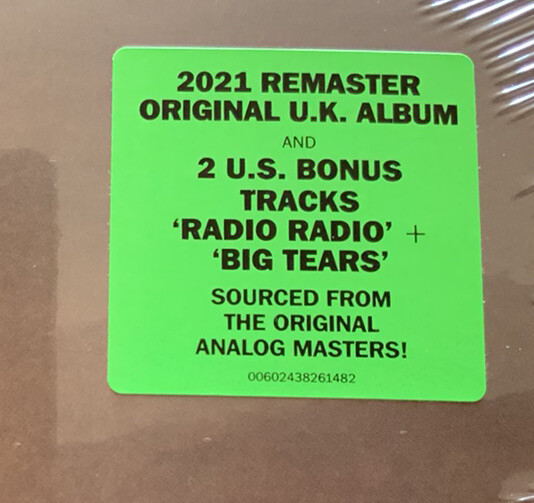 2021 REMASTER
ORIGINAL U.K. ALBUM
AND
2 U.S. BONUS
TRACKS
‘RADIO RADIO’ +
‘BIG TEARS’
SOURCED FROM
THE ORIGINAL
ANALOG MASTERS!
00602438261482